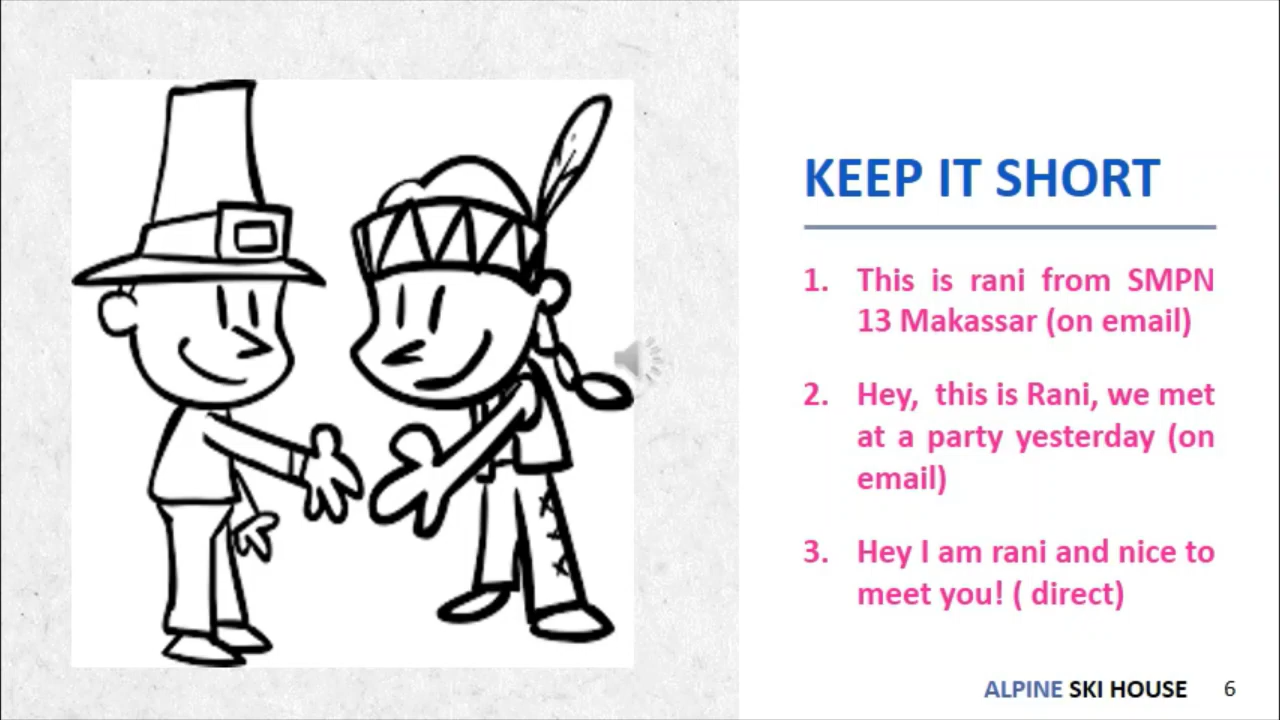 KEEP IT SHORT
1. This is rani from SMPN
13 Makassar (on email)
2. Hey, this is Rani, we met
at a party yesterday (on
email)
3. Hey I am rani and nice to
meet you! ( direct)
ALPINE SKI HOUSE 6